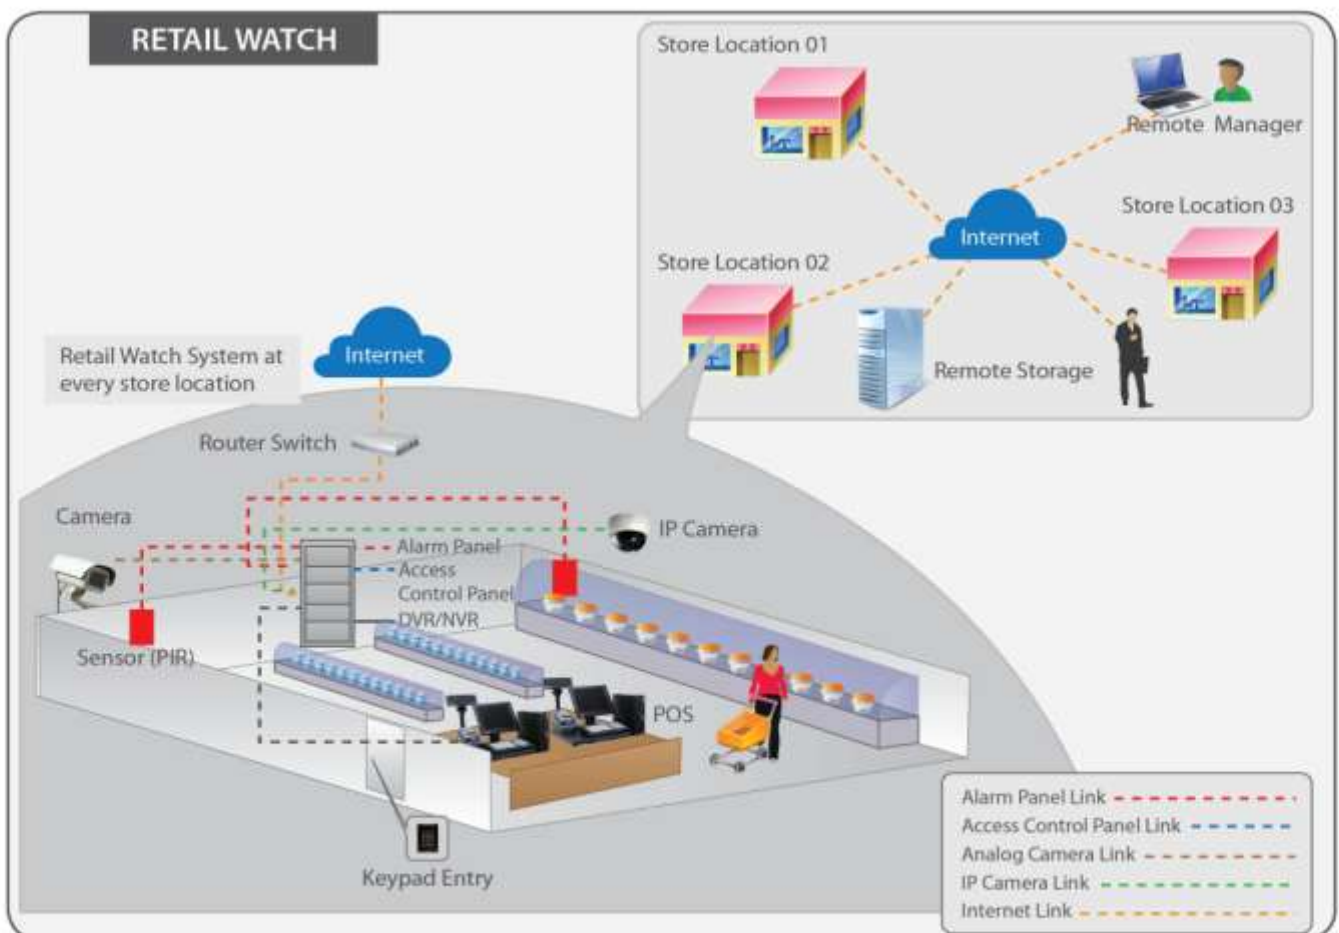 RETAIL WATCH
Store Location 01
Remote Manager
Store Location 03
Internet
Store Location 02
Remote Storage
Retail Watch System at
every store location
Internet
Router Switch
Camera
IP Camera
Alarm Panel
Access
Control Panel
DVR/NVR
Sensor (PIR)
POS
Keypad Entry
Alarm Panel Link
Access Control Panel Link
Analog Camera Link
IP Camera Link
Internet Link